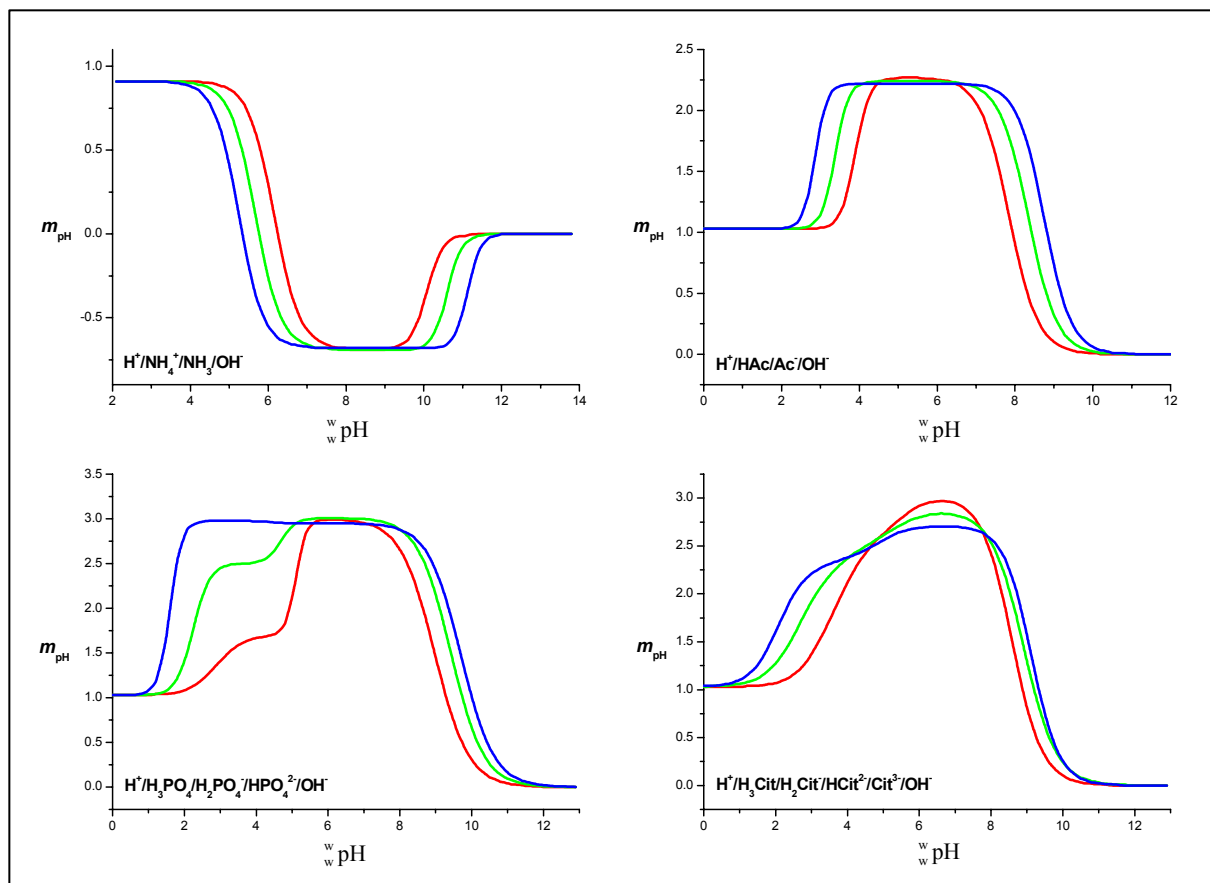 1.0
0.5
0.0
-0.5
m_pH
H⁺/NH₄⁺/NH₃/OH⁻
2 4 6 8 10 12 14
ʷ_w pH
2.5
2.0
1.5
1.0
0.5
0.0
m_pH
H⁺/HAc/Ac⁻/OH⁻
0 2 4 6 8 10 12
ʷ_w pH
3.5
3.0
2.5
2.0
1.5
1.0
0.5
0.0
m_pH
H⁺/H₃PO₄/H₂PO₄⁻/HPO₄²⁻/OH⁻
0 2 4 6 8 10 12
ʷ_w pH
3.0
2.5
2.0
1.5
1.0
0.5
0.0
m_pH
H⁺/H₃Cit/H₂Cit⁻/HCit²⁻/Cit³⁻/OH⁻
0 2 4 6 8 10 12
ʷ_w pH